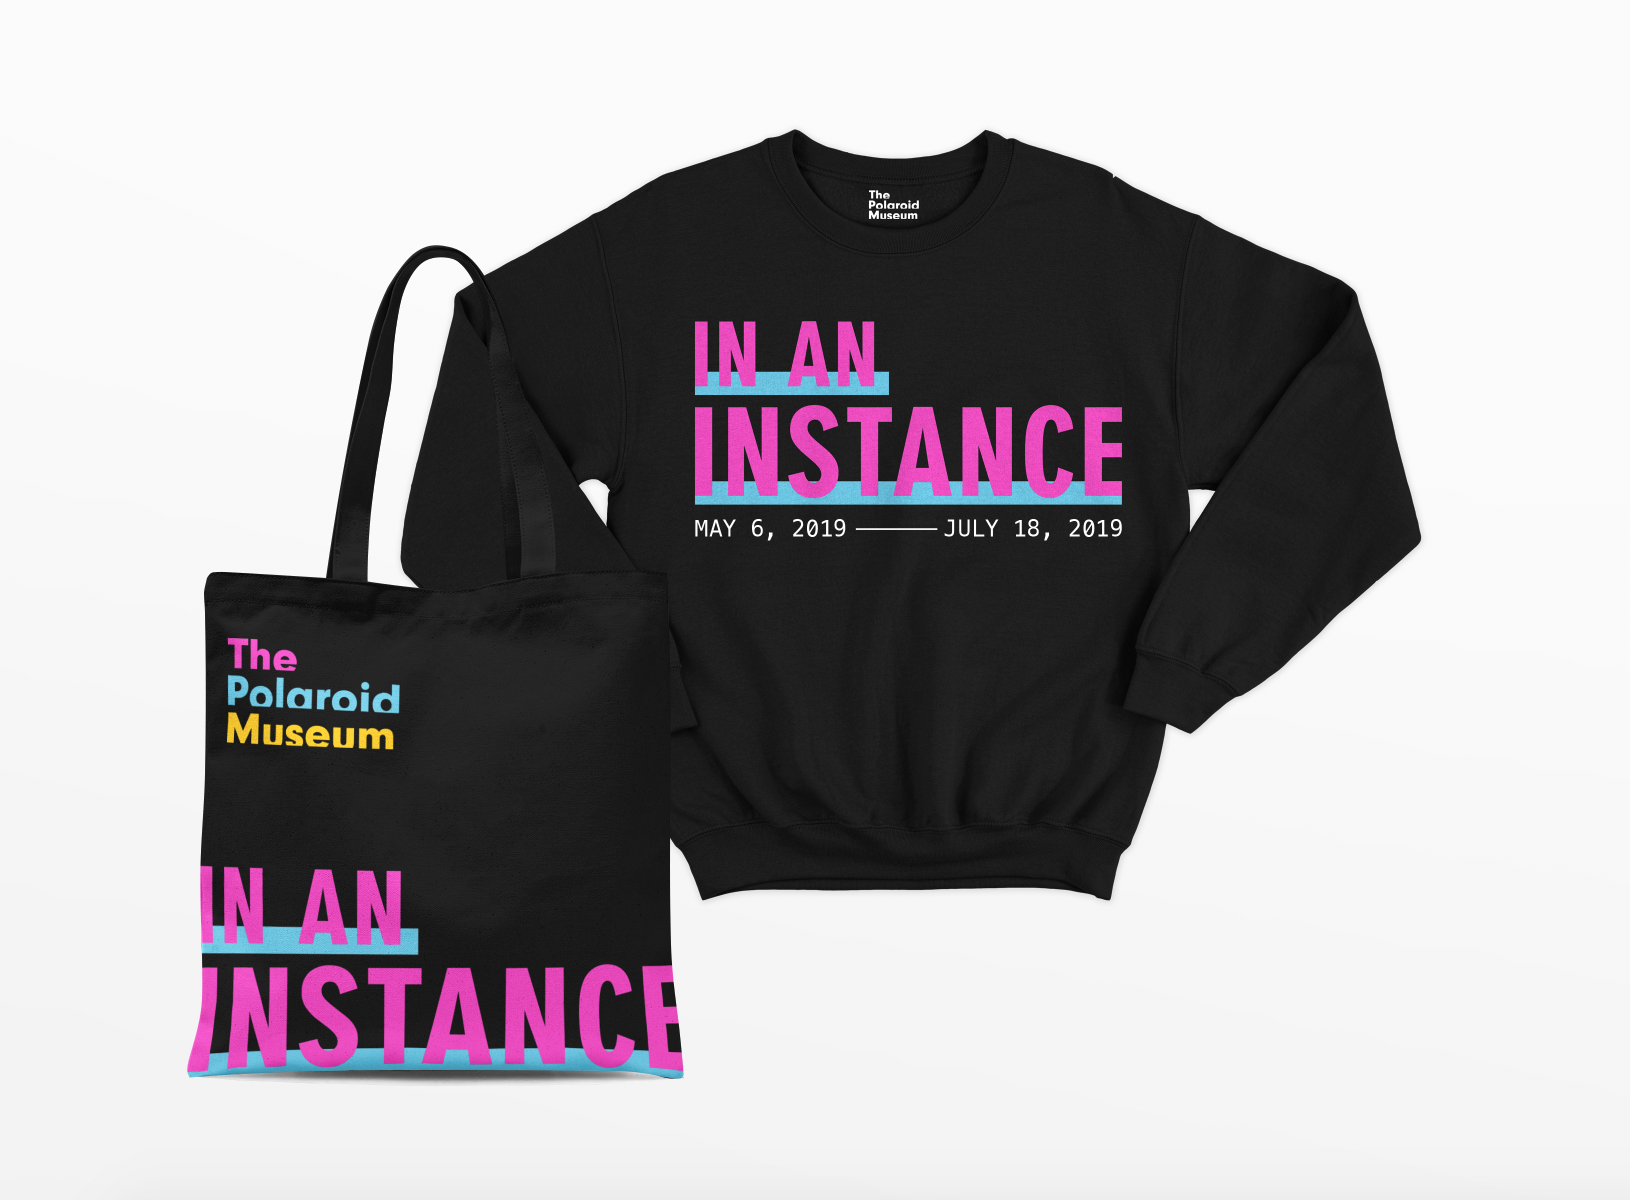 The
Polaroid
Museum
IN AN
INSTANCE
MAY 6, 2019 — JULY 18, 2019
The
Polaroid
Museum
IN AN
INSTANCE